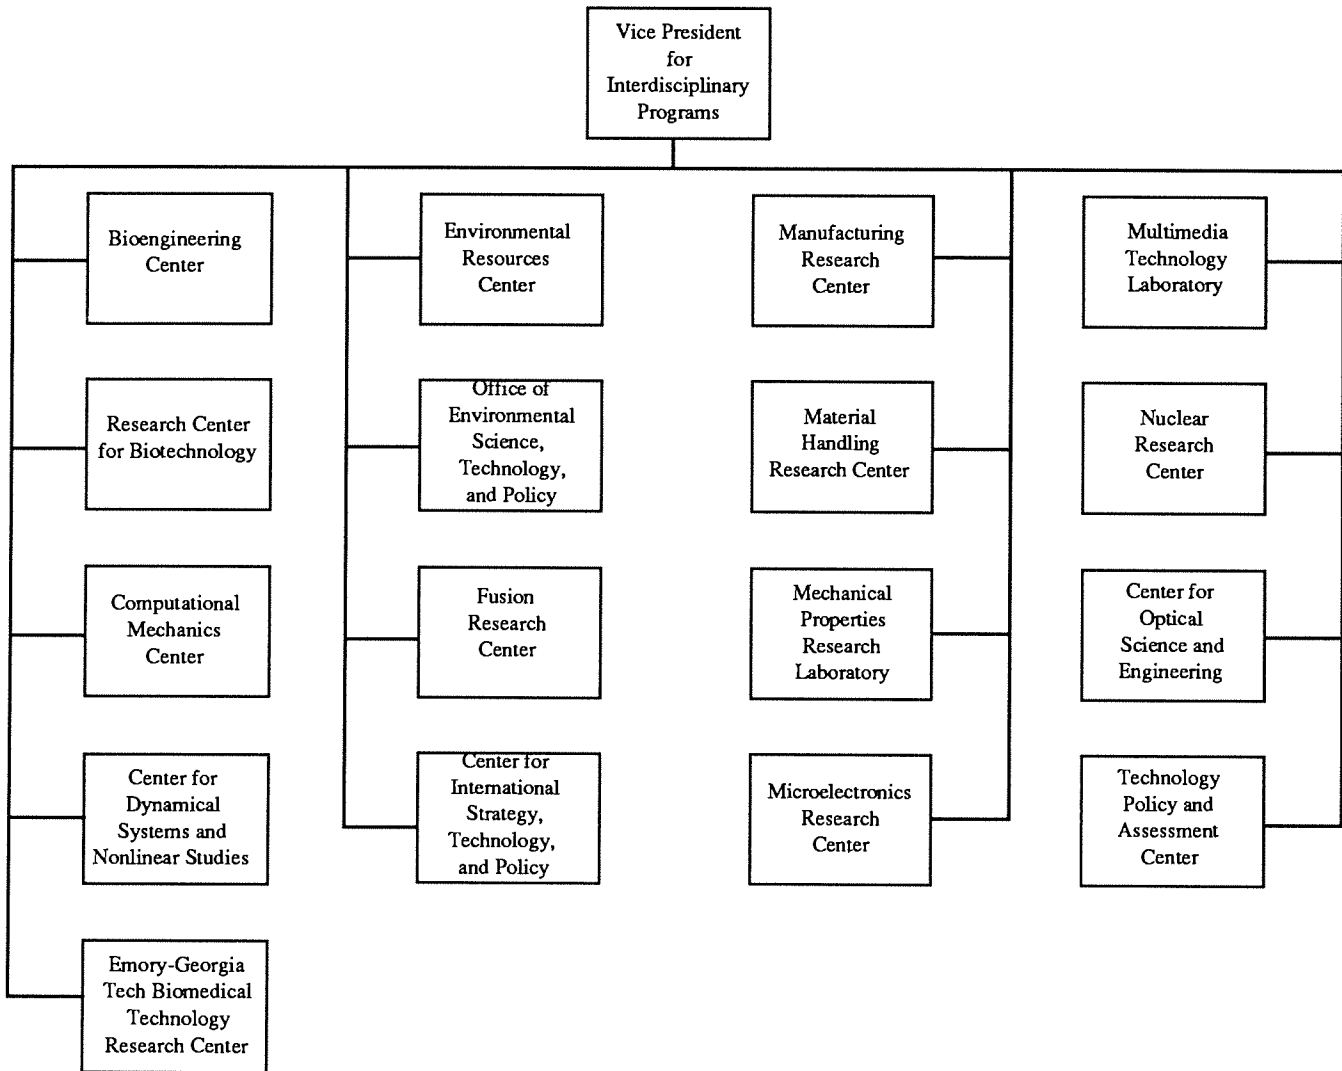 Vice President
for
Interdisciplinary
Programs
Bioengineering
Center
Research Center
for Biotechnology
Computational
Mechanics
Center
Center for
Dynamical
Systems and
Nonlinear Studies
Emory-Georgia
Tech Biomedical
Technology
Research Center
Environmental
Resources
Center
Office of
Environmental
Science,
Technology,
and Policy
Fusion
Research
Center
Center for
International
Strategy,
Technology,
and Policy
Manufacturing
Research
Center
Material
Handling
Research Center
Mechanical
Properties
Research
Laboratory
Microelectronics
Research
Center
Multimedia
Technology
Laboratory
Nuclear
Research
Center
Center for
Optical
Science and
Engineering
Technology
Policy and
Assessment
Center